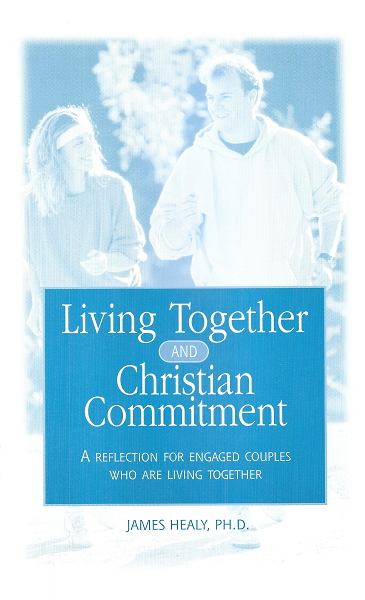 Living Together
AND
Christian
Commitment
A REFLECTION FOR ENGAGED COUPLES
WHO ARE LIVING TOGETHER
JAMES HEALY, PH.D.